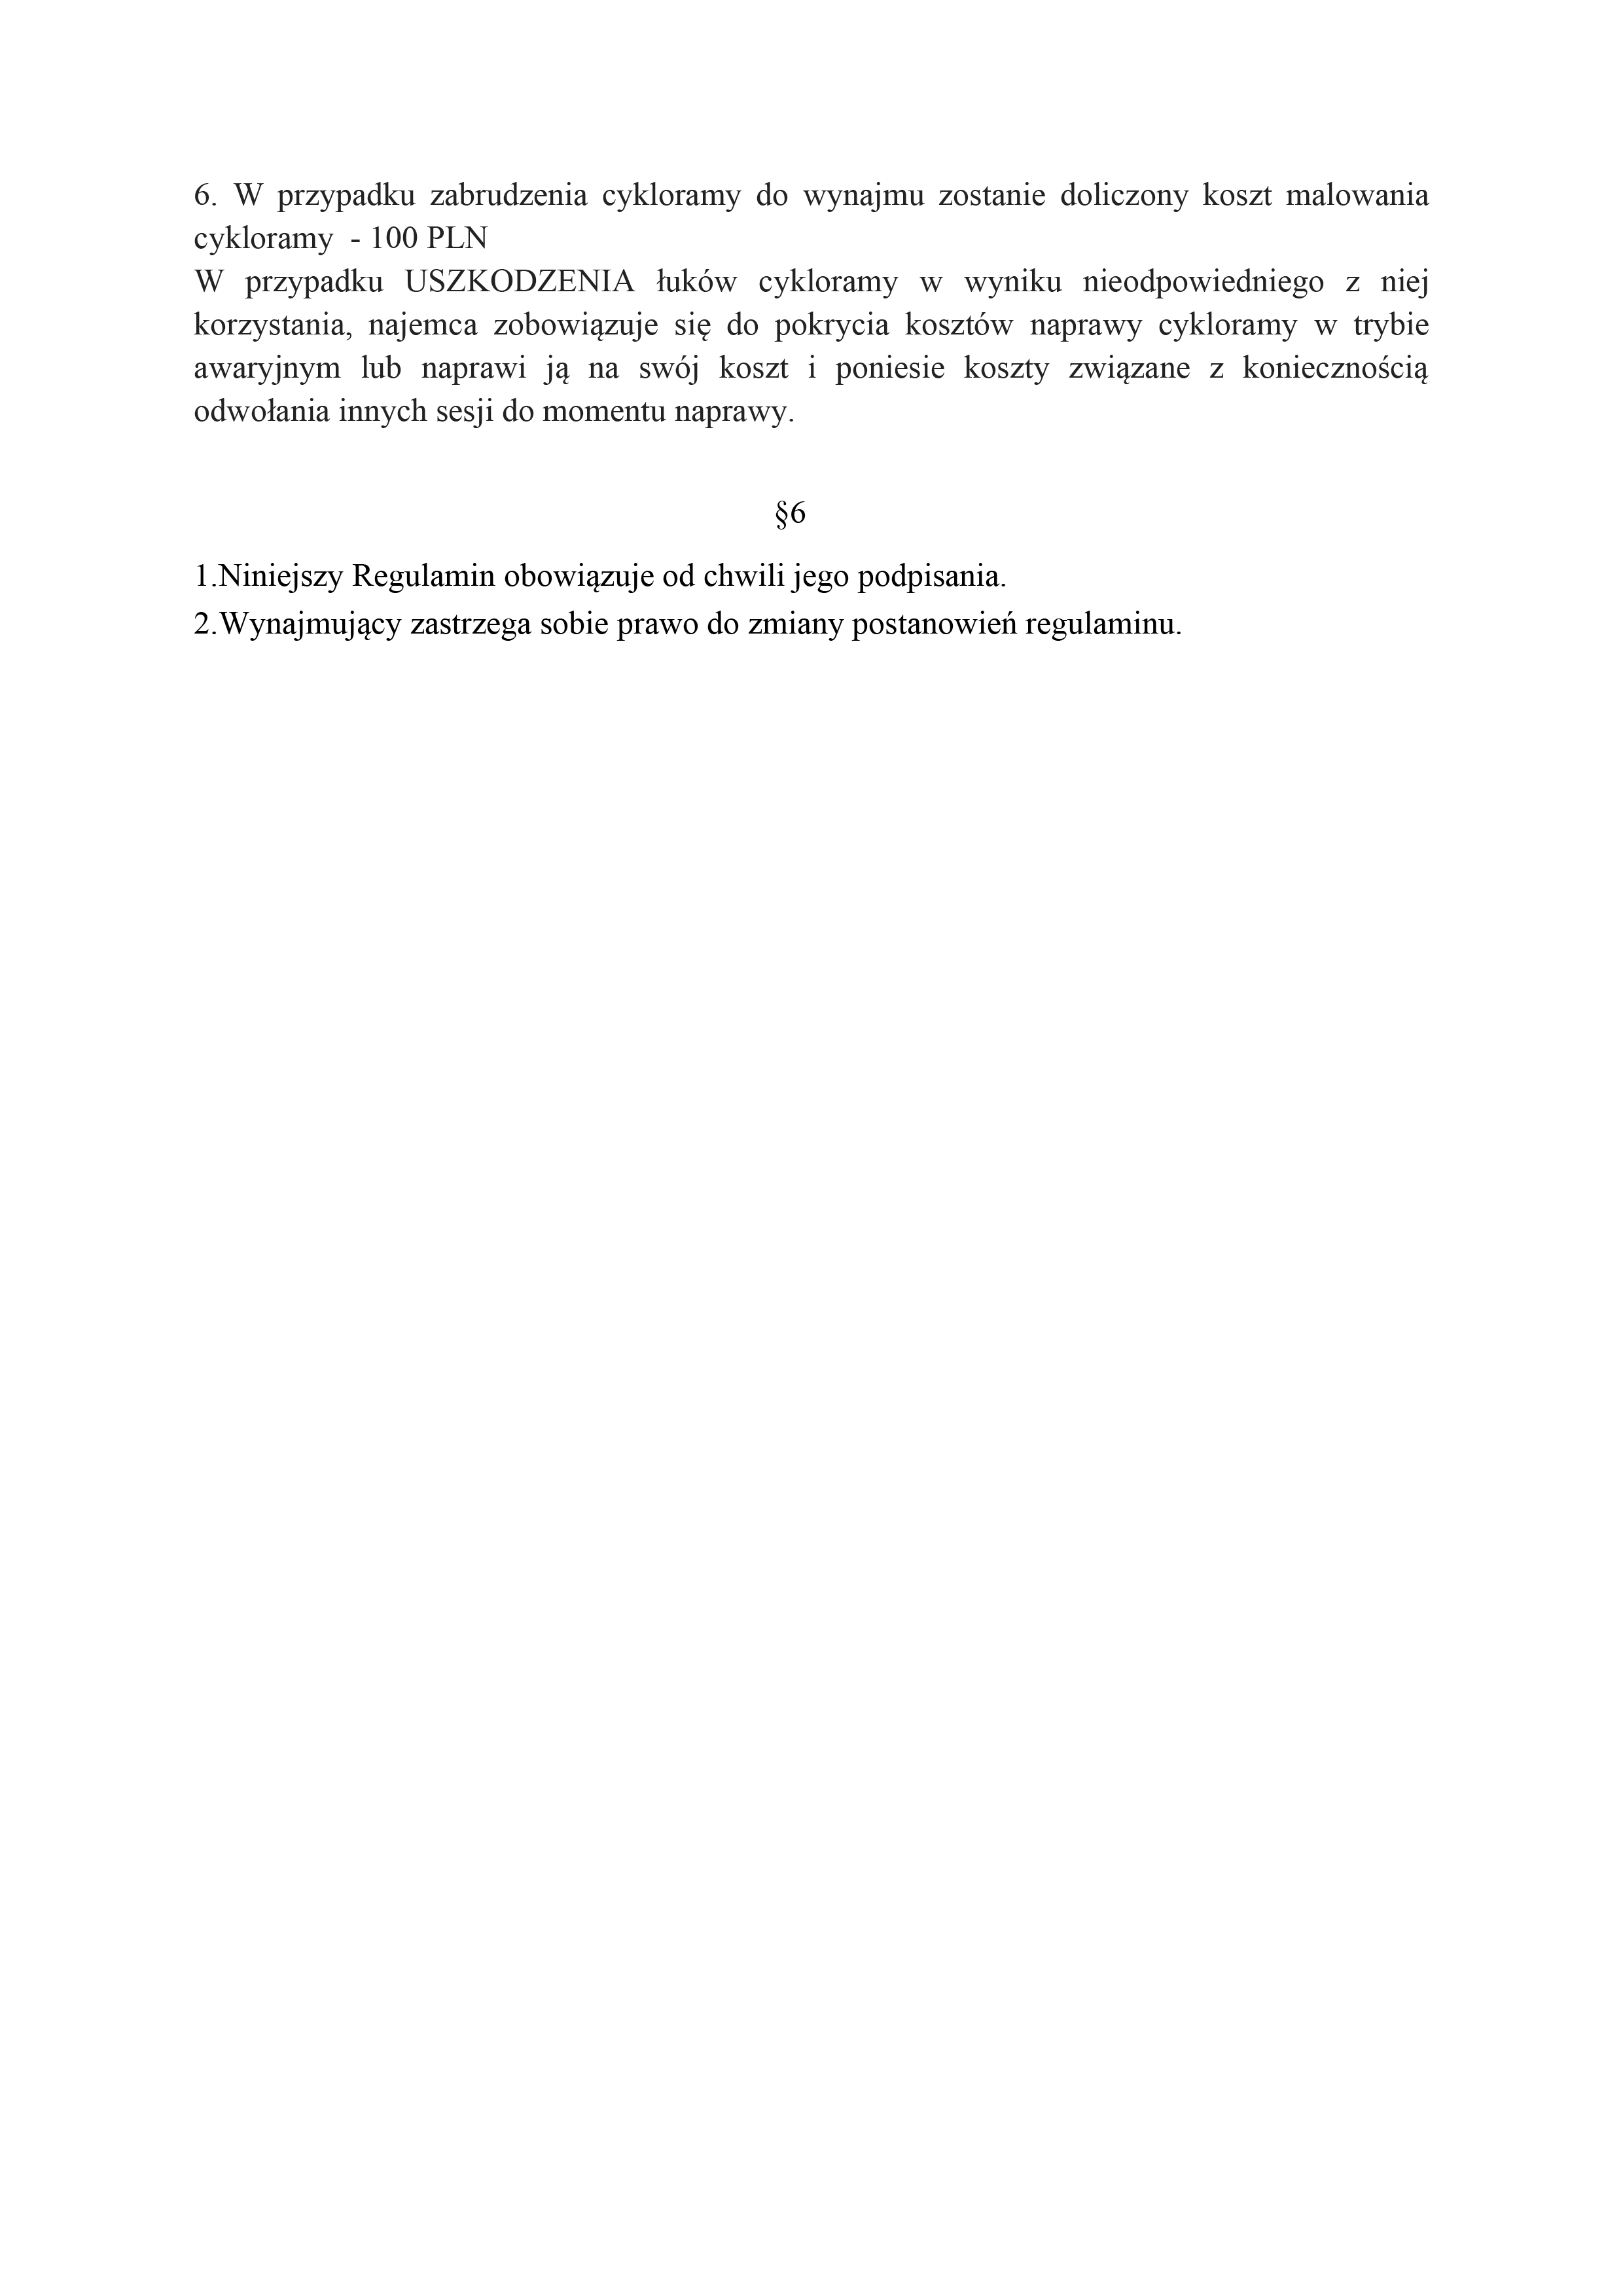 6. W przypadku zabrudzenia cykloramy do wynajmu zostanie doliczony koszt malowania
cykloramy - 100 PLN
W przypadku USZKODZENIA łuków cykloramy w wyniku nieodpowiedniego z niej
korzystania, najemca zobowiązuje się do pokrycia kosztów naprawy cykloramy w trybie
awaryjnym lub naprawi ją na swój koszt i poniesie koszty związane z koniecznością
odwołania innych sesji do momentu naprawy.
§6
1.Niniejszy Regulamin obowiązuje od chwili jego podpisania.
2.Wynajmujący zastrzega sobie prawo do zmiany postanowień regulaminu.